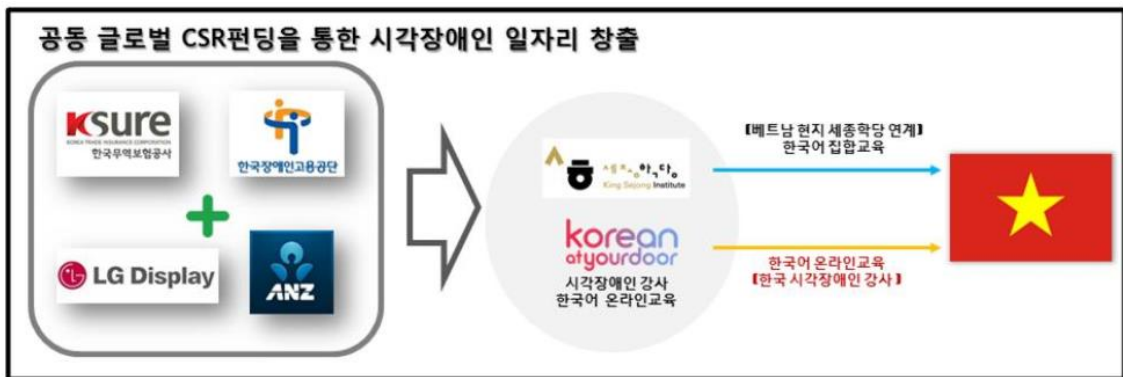 공동 글로벌 CSR펀딩을 통한 시각장애인 일자리 창출
Ksure
KOREA TRADE INSURANCE CORPORATION
한국무역보험공사
한국장애인고용공단
LG Display
ANZ
세종학당
King Sejong Institute
korean
atyourdoor
시각장애인 강사
한국어 온라인교육
(베트남 현지 세종학당 연계)
한국어 집합교육
한국어 온라인교육
(한국 시각장애인 강사)